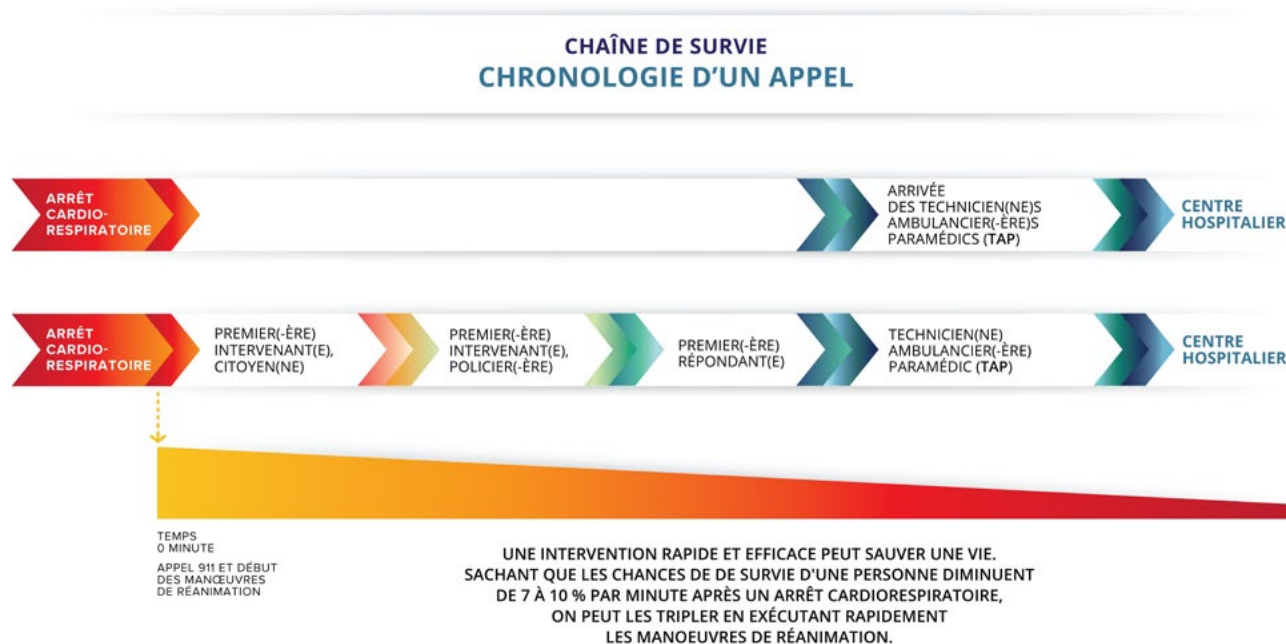 CHAÎNE DE SURVIE
CHRONOLOGIE D'UN APPEL
ARRÊT
CARDIO-
RESPIRATOIRE
ARRIVÉE
DES TECHNICIEN(NE)S
AMBULANCIER(-ÈRE)S
PARAMÉDICS (TAP)
CENTRE
HOSPITALIER
ARRÊT
CARDIO-
RESPIRATOIRE
PREMIER(-ÈRE)
INTERVENANT(E),
CITOYEN(NE)
PREMIER(-ÈRE)
INTERVENANT(E),
POLICIER(-ÈRE)
PREMIER(-ÈRE)
RÉPONDANT(E)
TECHNICIEN(NE)
AMBULANCIER(-ÈRE)
PARAMÉDIC (TAP)
CENTRE
HOSPITALIER
TEMPS
0 MINUTE
APPEL 911 ET DÉBUT
DES MANŒUVRES
DE RÉANIMATION
UNE INTERVENTION RAPIDE ET EFFICACE PEUT SAUVER UNE VIE.
SACHANT QUE LES CHANCES DE DE SURVIE D'UNE PERSONNE DIMINUENT
DE 7 À 10 % PAR MINUTE APRÈS UN ARRÊT CARDIORESPIRATOIRE,
ON PEUT LES TRIPLER EN EXÉCUTANT RAPIDEMENT
LES MANOEUVRES DE RÉANIMATION.